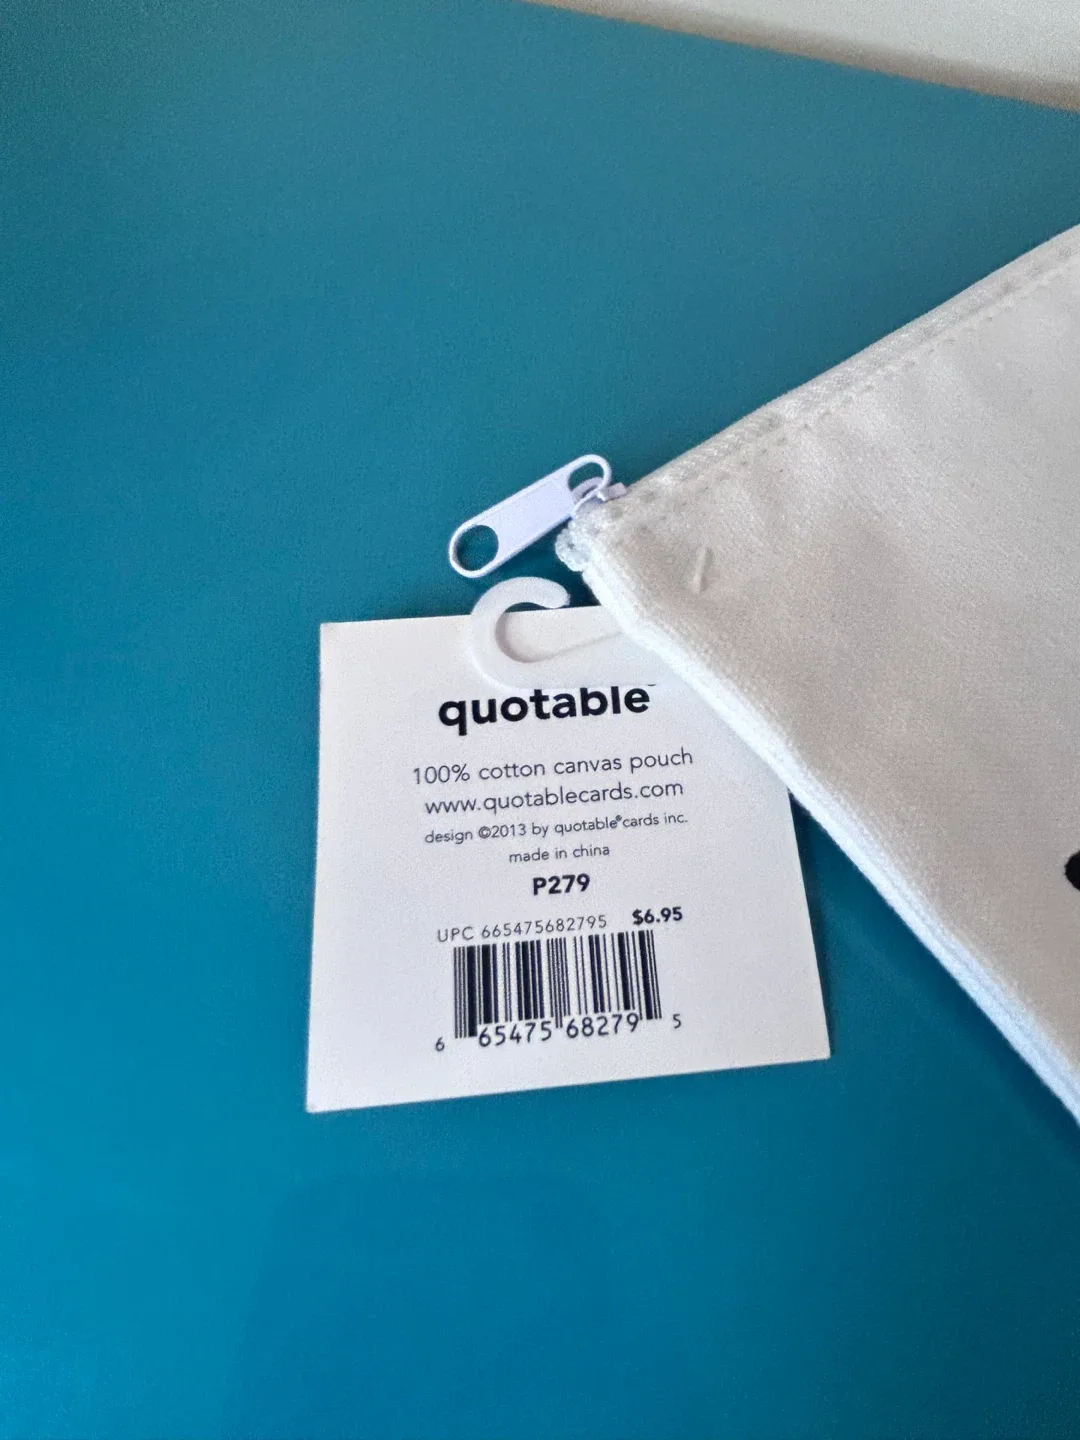 quotable
100% cotton canvas pouch
www.quotablecards.com
design ©2013 by quotable® cards inc.
made in china
P279
UPC 665475682795 $6.95
6 65475 68279 5